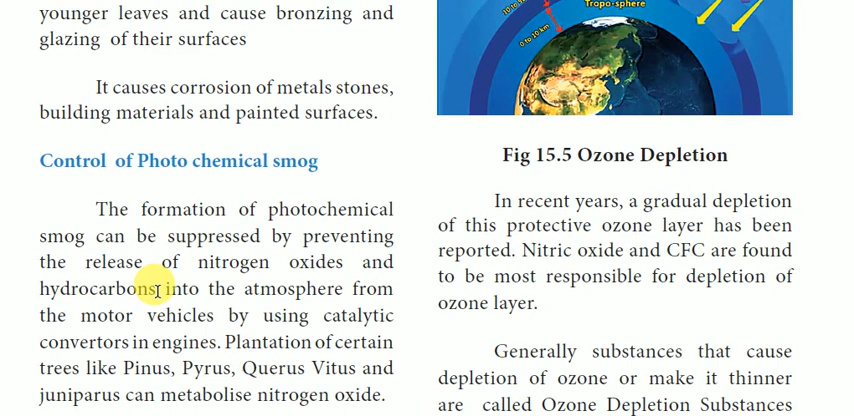 younger leaves and cause bronzing and
glazing of their surfaces
It causes corrosion of metals stones,
building materials and painted surfaces.
Control of Photo chemical smog
The formation of photochemical
smog can be suppressed by preventing
the release of nitrogen oxides and
hydrocarbons into the atmosphere from
the motor vehicles by using catalytic
convertors in engines. Plantation of certain
trees like Pinus, Pyrus, Querus Vitus and
juniparus can metabolise nitrogen oxide.
Tropo-sphere
0 to 10 km
Fig 15.5 Ozone Depletion
In recent years, a gradual depletion
of this protective ozone layer has been
reported. Nitric oxide and CFC are found
to be most responsible for depletion of
ozone layer.
Generally substances that cause
depletion of ozone or make it thinner
are called Ozone Depletion Substances